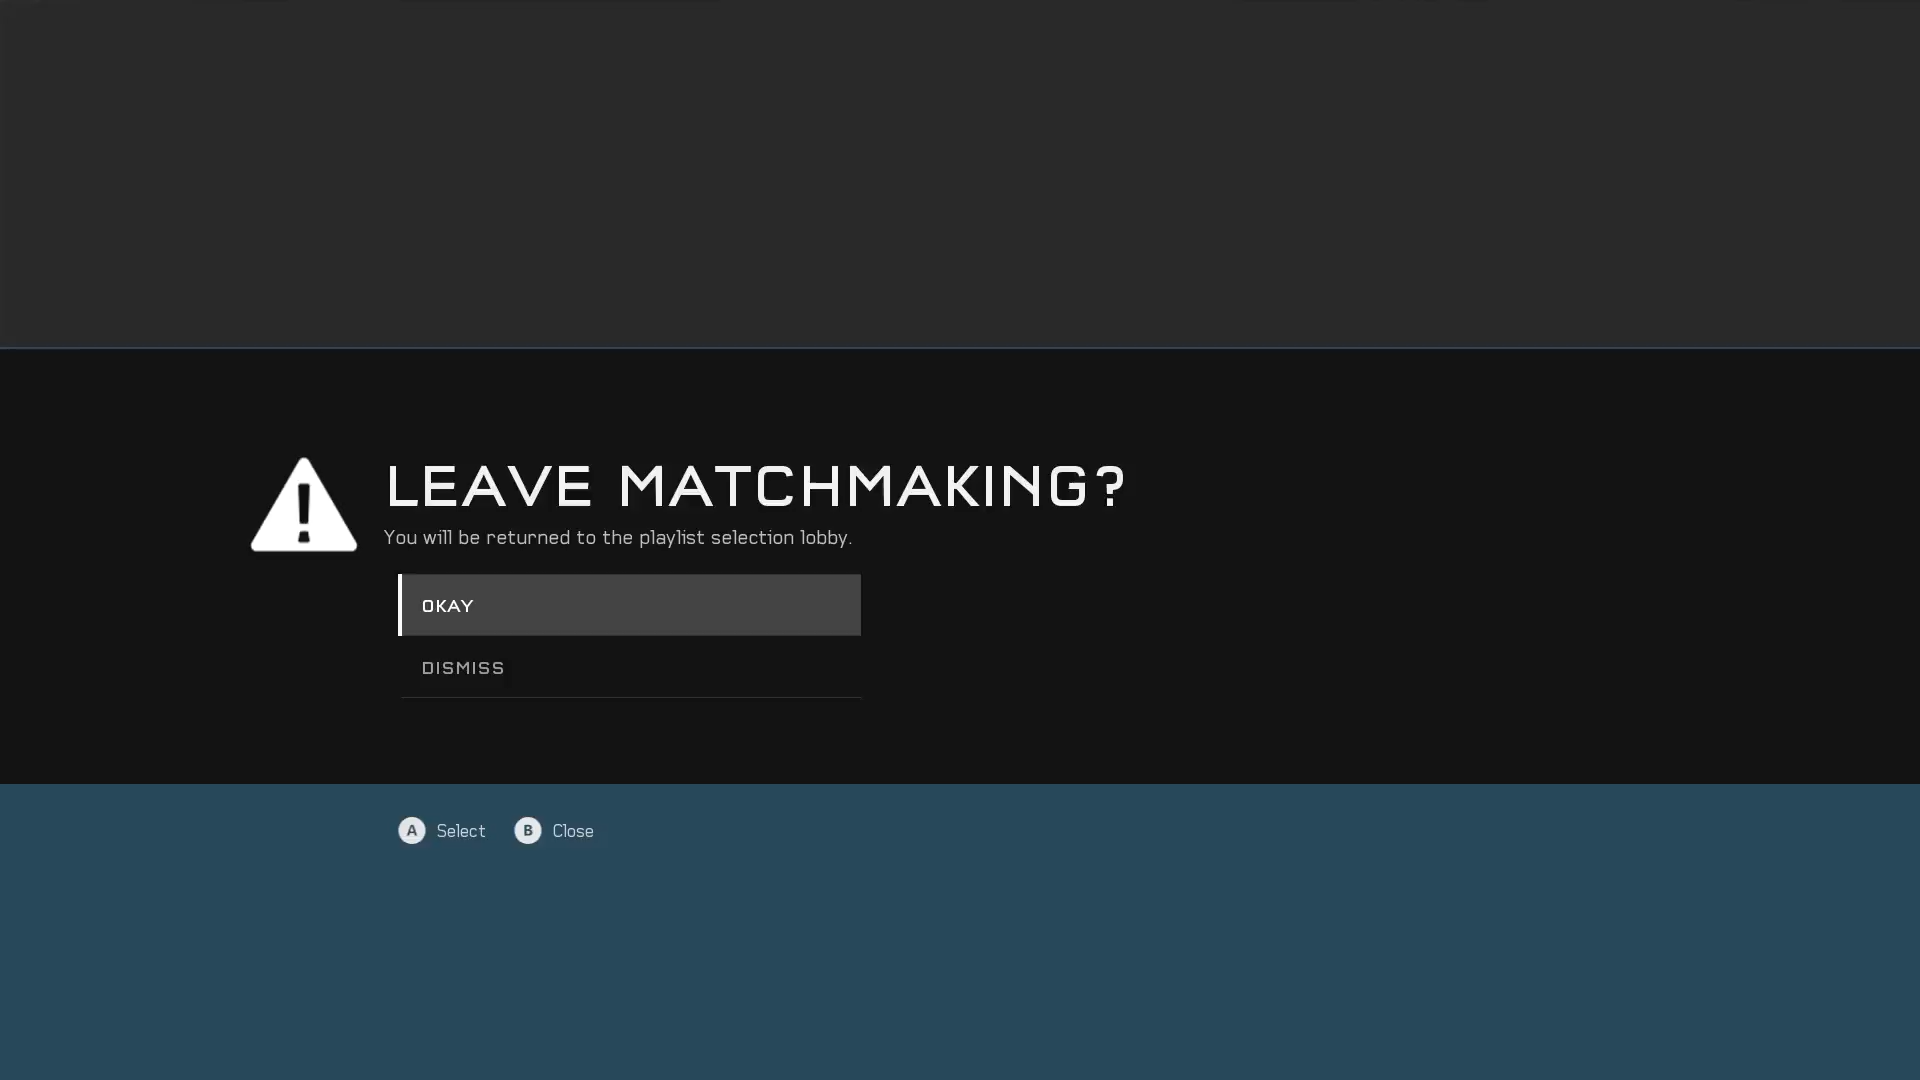 LEAVE MATCHMAKING?
You will be returned to the playlist selection lobby.
OKAY
DISMISS
A Select B Close